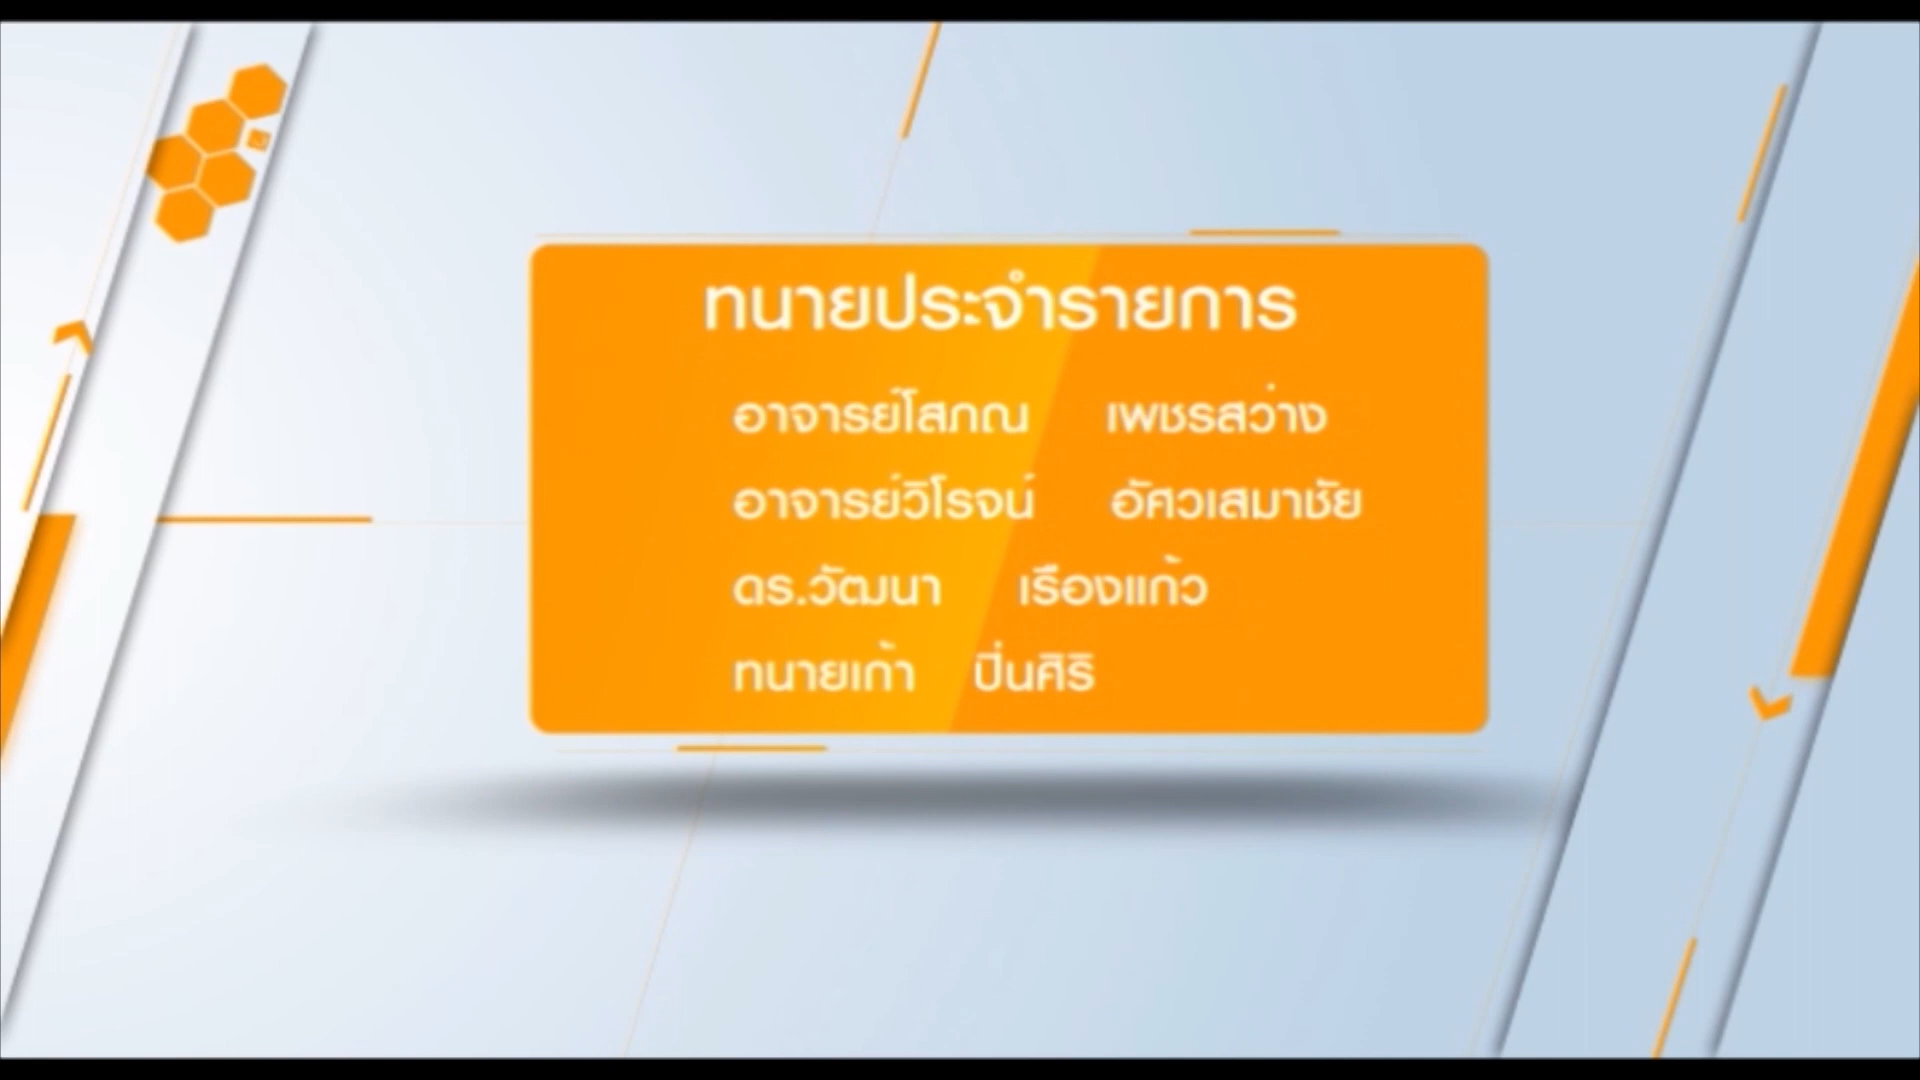 ทนายประจำรายการ
อาจารย์โสภณ เพชรสว่าง
อาจารย์วิโรจน์ อัศวเสมาชัย
ดร.วัฒนา เรืองแก้ว
ทนายเก้า ปิ่นศิริ